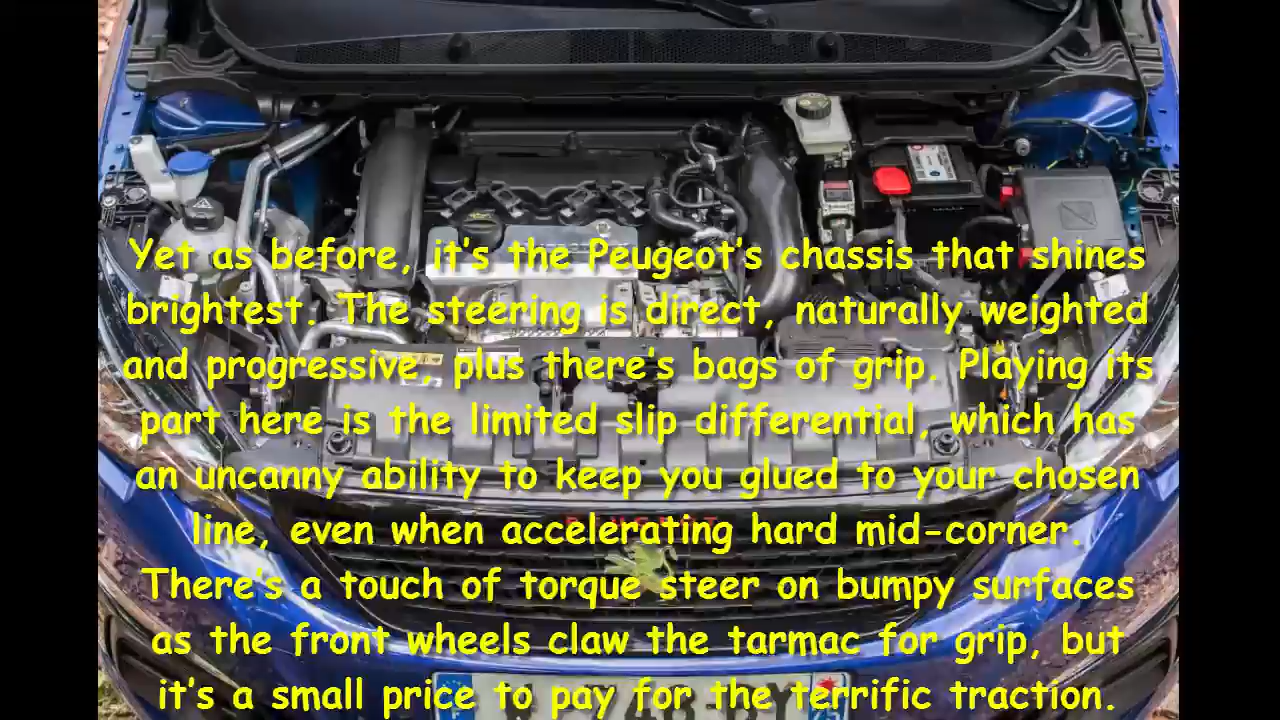 Yet as before, it's the Peugeot's chassis that shines
brightest. The steering is direct, naturally weighted
and progressive, plus there's bags of grip. Playing its
part here is the limited slip differential, which has
an uncanny ability to keep you glued to your chosen
line, even when accelerating hard mid-corner.
There's a touch of torque steer on bumpy surfaces
as the front wheels claw the tarmac for grip, but
it's a small price to pay for the terrific traction.